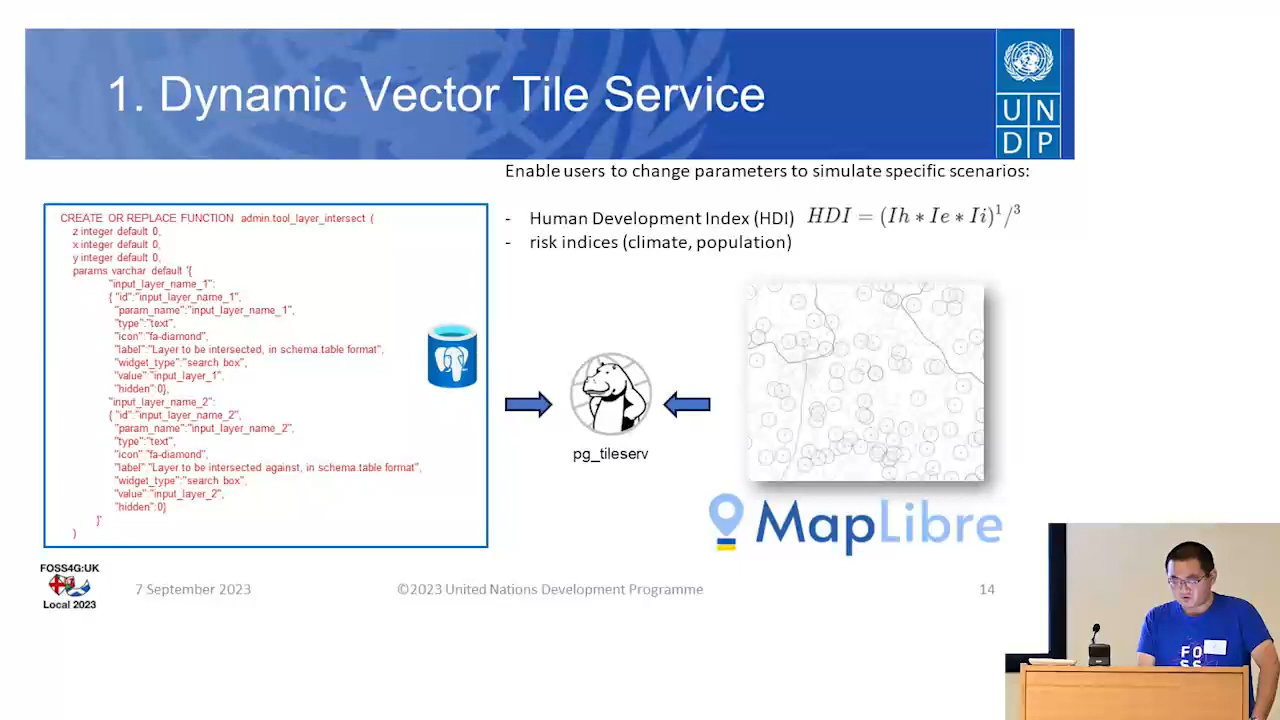 1. Dynamic Vector Tile Service
U N
D P
Enable users to change parameters to simulate specific scenarios:
- Human Development Index (HDI) HDI = (Ih * Ie * Ii)^1/^3
- risk indices (climate, population)
CREATE OR REPLACE FUNCTION admin.tool_layer_intersect (
z integer default 0,
x integer default 0,
y integer default 0,
params varchar default '{
"input_layer_name_1":
{ "id":"input_layer_name_1",
"param_name":"input_layer_name_1",
"type":"text",
"icon":"fa-diamond",
"label":"Layer to be intersected, in schema.table format",
"widget_type":"search box",
"value":"input_layer_1",
"hidden":0},
"input_layer_name_2":
{ "id":"input_layer_name_2",
"param_name":"input_layer_name_2",
"type":"text",
"icon":"fa-diamond",
"label":"Layer to be intersected against, in schema.table format",
"widget_type":"search box",
"value":"input_layer_2",
"hidden":0}
}'
)
pg_tileserv
MapLibre
FOSS4G:UK
Local 2023
7 September 2023
©2023 United Nations Development Programme
14
FO
SS